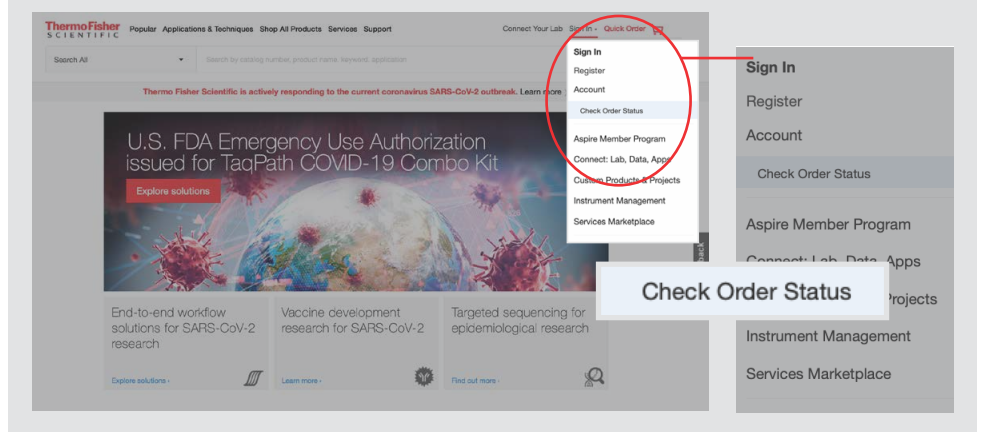 ThermoFisher
SCIENTIFIC
Popular Applications & Techniques Shop All Products Services Support
Connect Your Lab Sign In Quick Order
Search All
Search by catalog number, product name, keyword, application
Thermo Fisher Scientific is actively responding to the current coronavirus SARS-CoV-2 outbreak. Learn more
U.S. FDA Emergency Use Authorization
issued for TaqPath COVID-19 Combo Kit
Explore solutions
End-to-end workflow
solutions for SARS-CoV-2
research
Explore solutions ›
Vaccine development
research for SARS-CoV-2
Learn more ›
Targeted sequencing for
epidemiological research
Find out more ›
Sign In
Register
Account
Check Order Status
Aspire Member Program
Connect: Lab, Data, Apps
Custom Products & Projects
Instrument Management
Services Marketplace
Sign In
Register
Account
Check Order Status
Aspire Member Program
Connect: Lab, Data, Apps
Projects
Instrument Management
Services Marketplace
Check Order Status